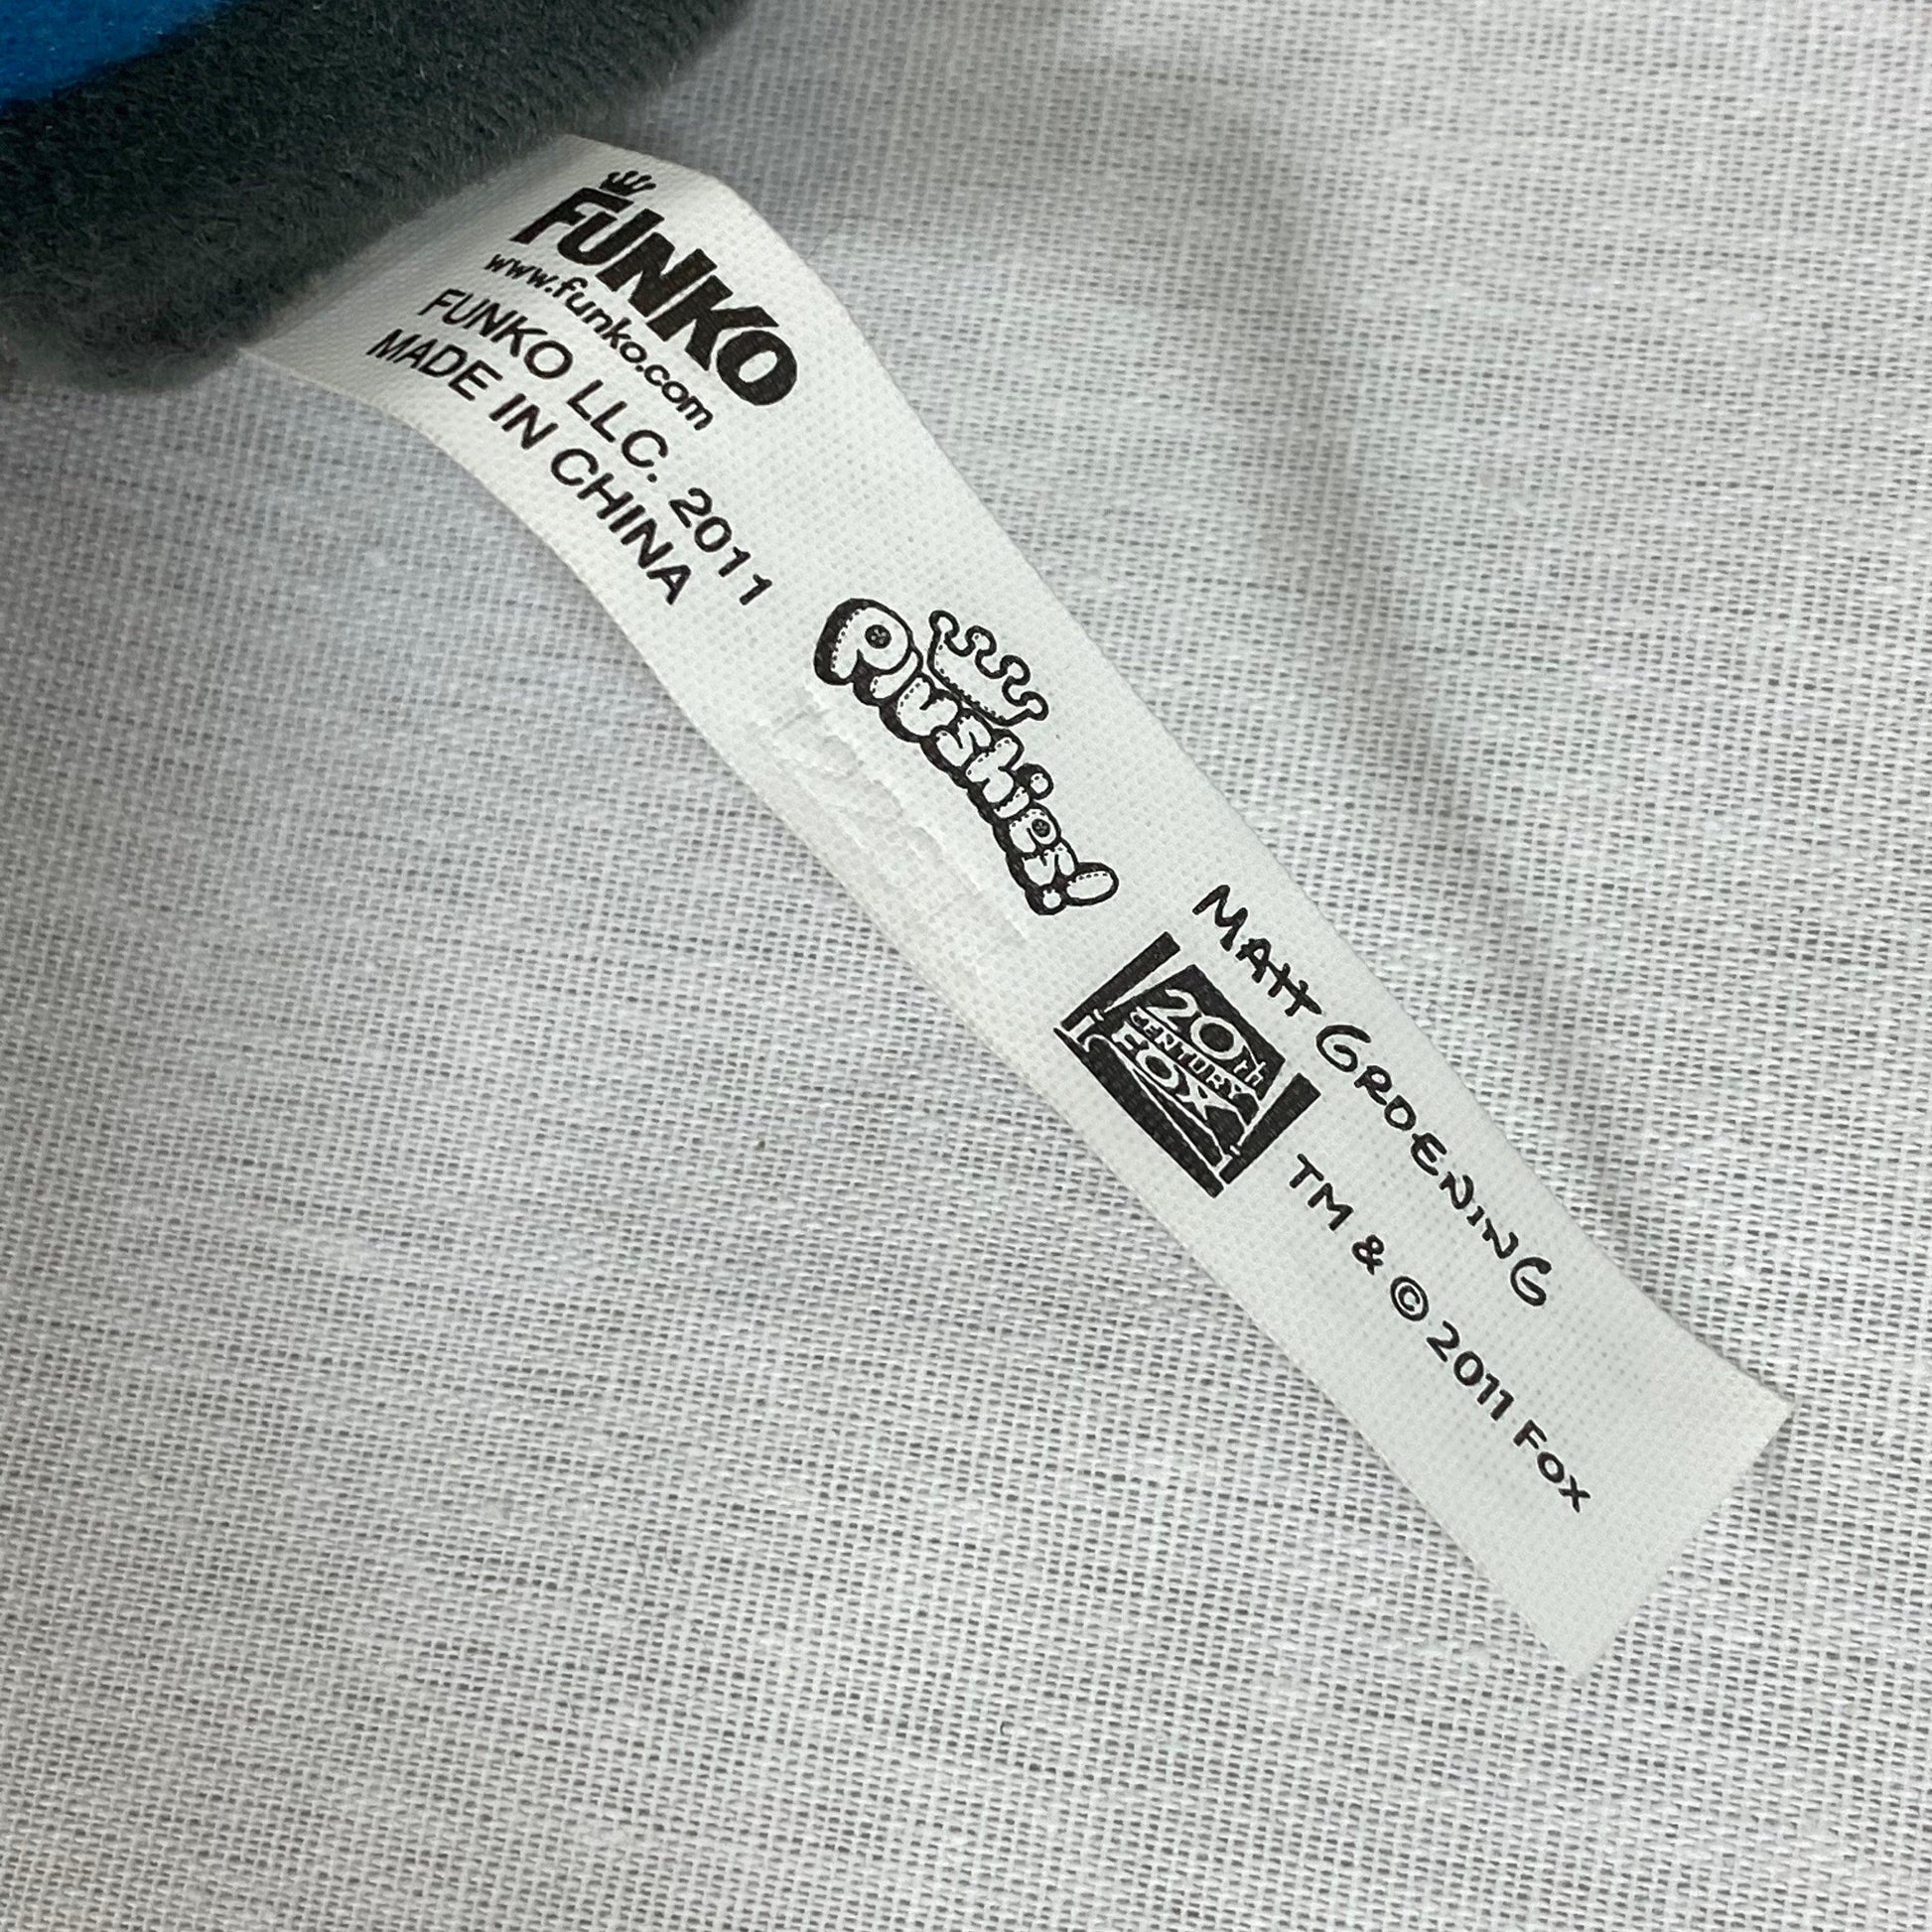 FUNKO
www.funko.com
FUNKO LLC. 2011
MADE IN CHINA
Plushies!
MATT GROENING
20TH
CENTURY
FOX
TM & © 2011 FOX